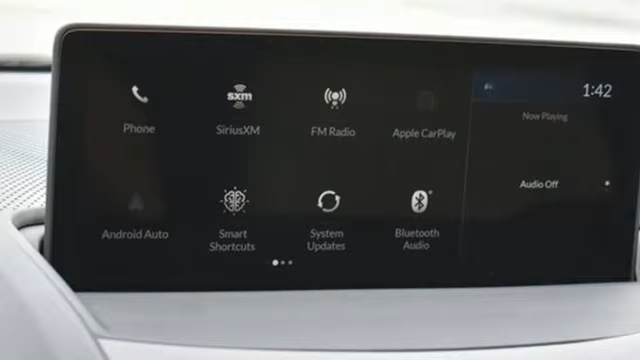 sxm
1:42
Phone
SiriusXM
FM Radio
Apple CarPlay
Now Playing
Audio Off
Android Auto
Smart
Shortcuts
System
Updates
Bluetooth
Audio